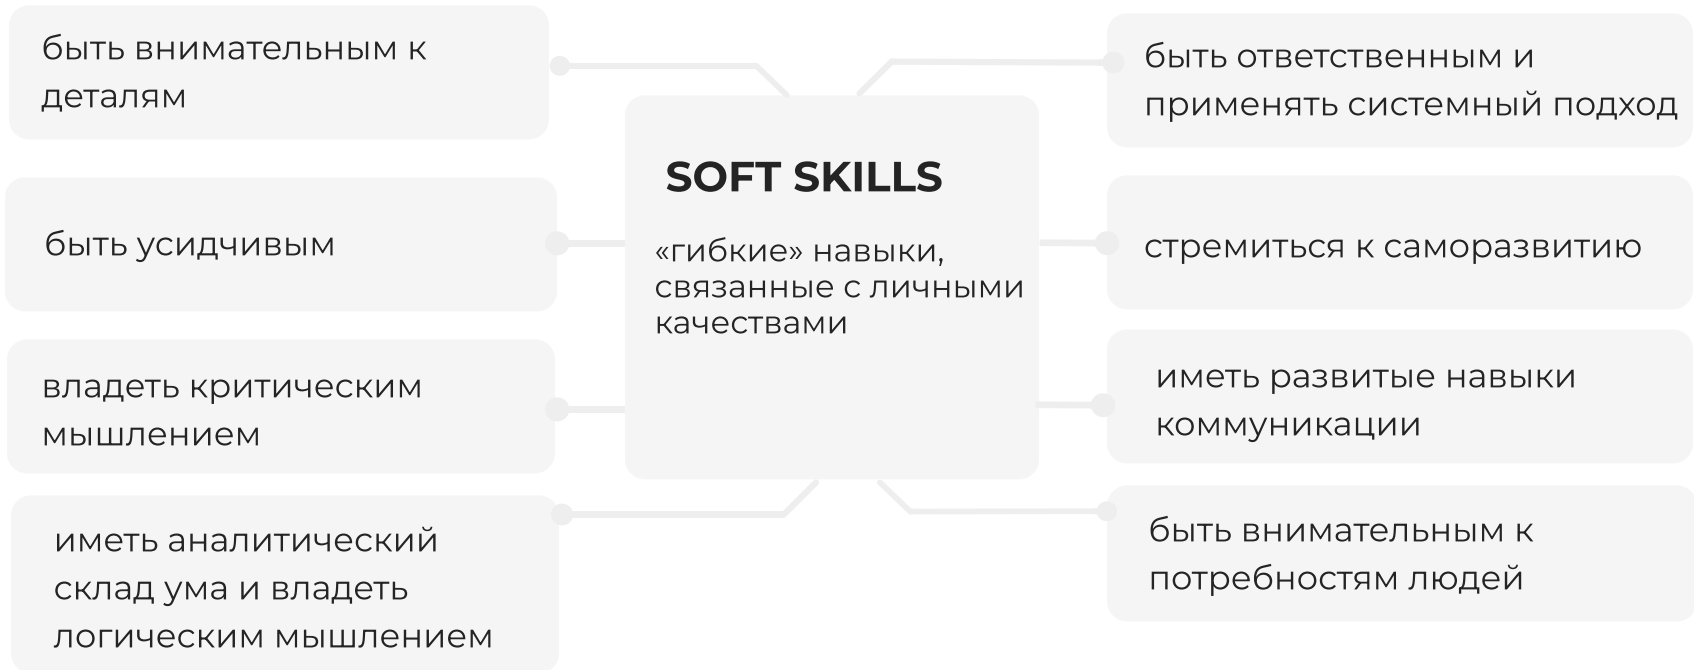 быть внимательным к
деталям
быть усидчивым
владеть критическим
мышлением
иметь аналитический
склад ума и владеть
логическим мышлением
SOFT SKILLS
«гибкие» навыки,
связанные с личными
качествами
быть ответственным и
применять системный подход
стремиться к саморазвитию
иметь развитые навыки
коммуникации
быть внимательным к
потребностям людей